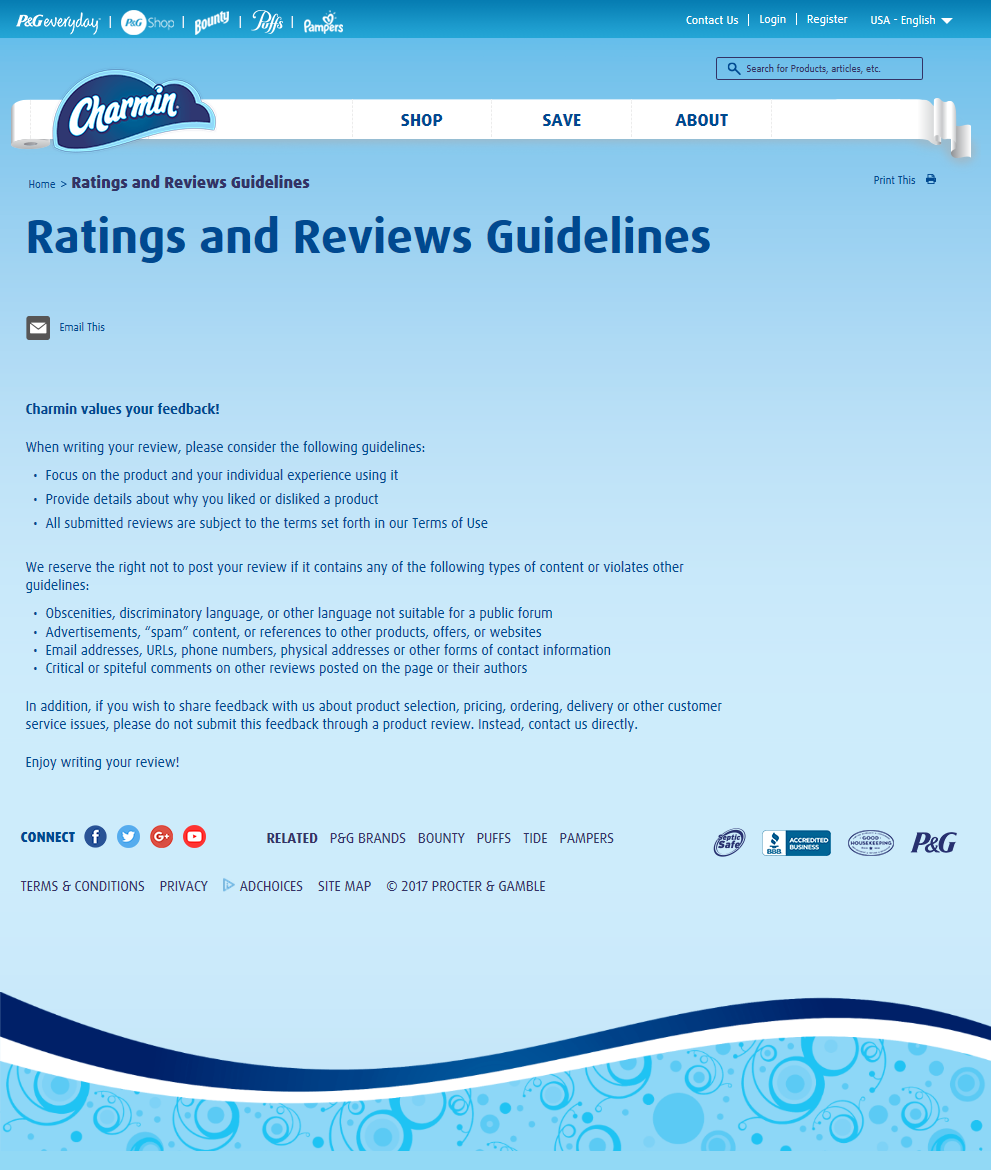 P&G everyday | P&G Shop | Bounty | Puffs | Pampers
Contact Us | Login | Register USA - English
Search for Products, articles, etc.
Charmin
SHOP SAVE ABOUT
Home > Ratings and Reviews Guidelines
Print This
Ratings and Reviews Guidelines
Email This
Charmin values your feedback!
When writing your review, please consider the following guidelines:
• Focus on the product and your individual experience using it
• Provide details about why you liked or disliked a product
• All submitted reviews are subject to the terms set forth in our Terms of Use
We reserve the right not to post your review if it contains any of the following types of content or violates other
guidelines:
• Obscenities, discriminatory language, or other language not suitable for a public forum
• Advertisements, “spam” content, or references to other products, offers, or websites
• Email addresses, URLs, phone numbers, physical addresses or other forms of contact information
• Critical or spiteful comments on other reviews posted on the page or their authors
In addition, if you wish to share feedback with us about product selection, pricing, ordering, delivery or other customer
service issues, please do not submit this feedback through a product review. Instead, contact us directly.
Enjoy writing your review!
CONNECT f G+ RELATED P&G BRANDS BOUNTY PUFFS TIDE PAMPERS
Septic Safe
BBB ACCREDITED BUSINESS
GOOD HOUSEKEEPING
P&G
TERMS & CONDITIONS PRIVACY ADCHOICES SITE MAP © 2017 PROCTER & GAMBLE